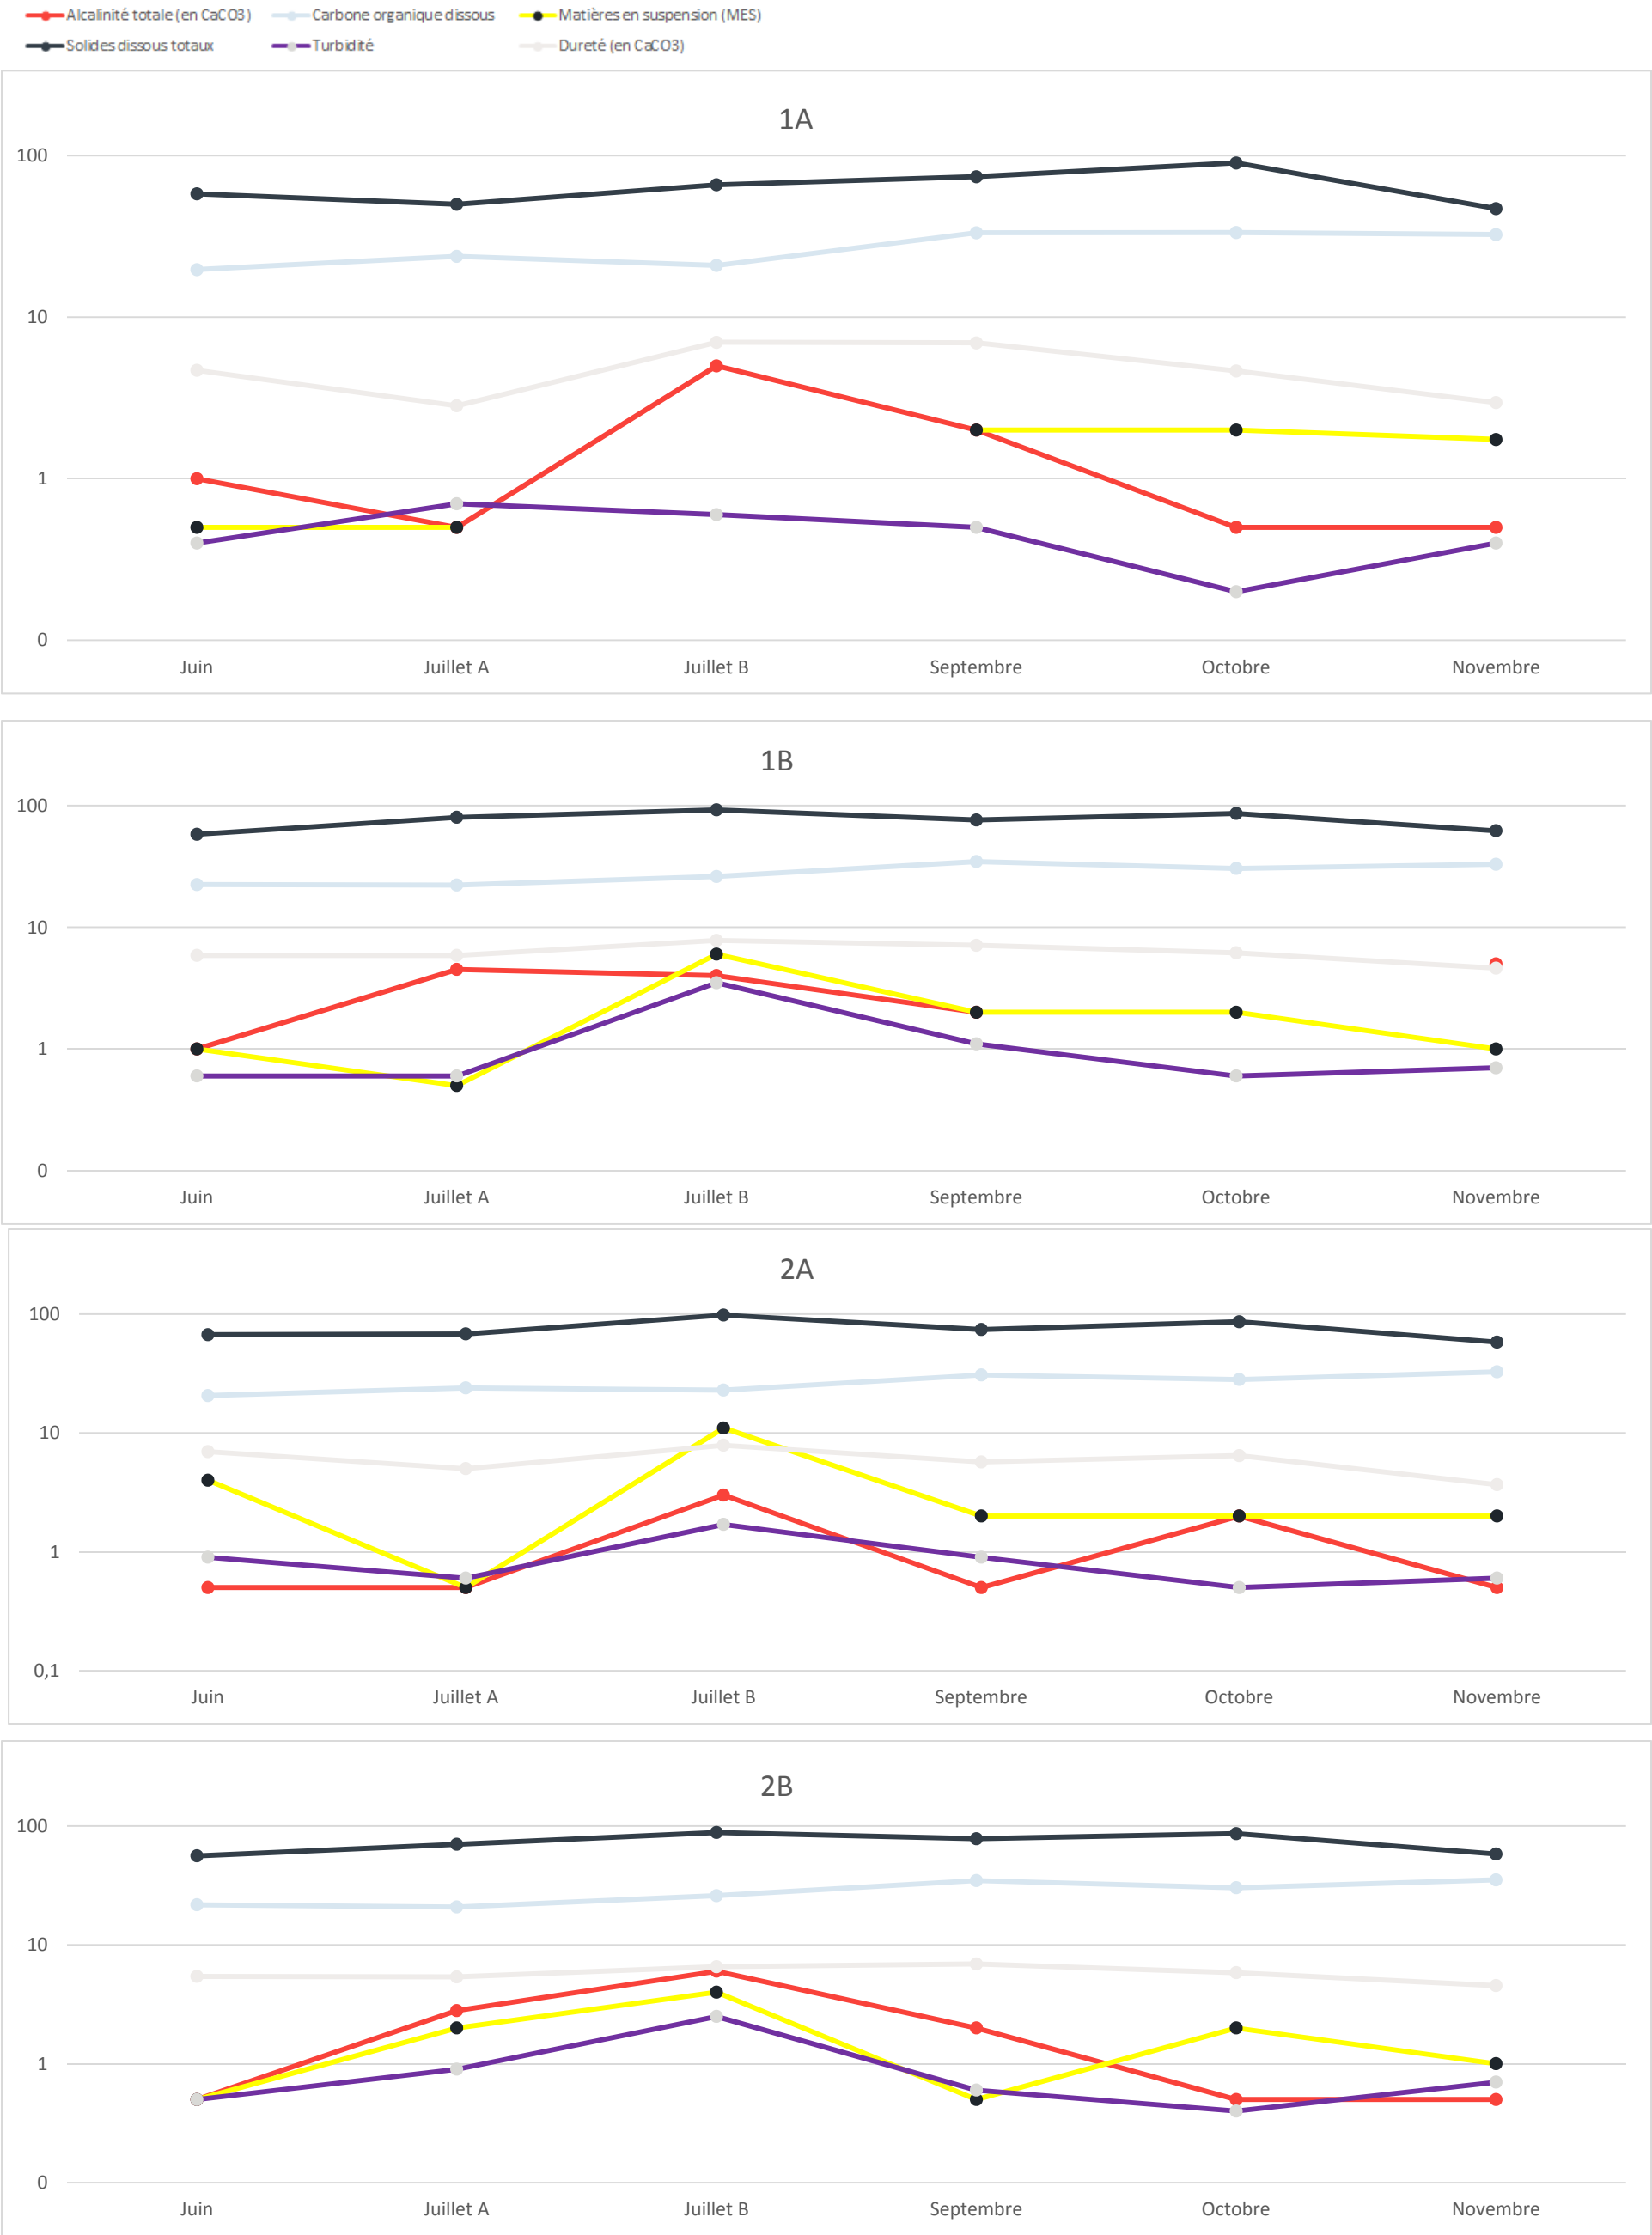 Alcalinité totale (en CaCO3) Carbone organique dissous Matières en suspension (MES)
Solides dissous totaux Turbidité Dureté (en CaCO3)
1A
100
10
1
0
Juin Juillet A Juillet B Septembre Octobre Novembre
1B
100
10
1
0
Juin Juillet A Juillet B Septembre Octobre Novembre
2A
100
10
1
0,1
Juin Juillet A Juillet B Septembre Octobre Novembre
2B
100
10
1
0
Juin Juillet A Juillet B Septembre Octobre Novembre